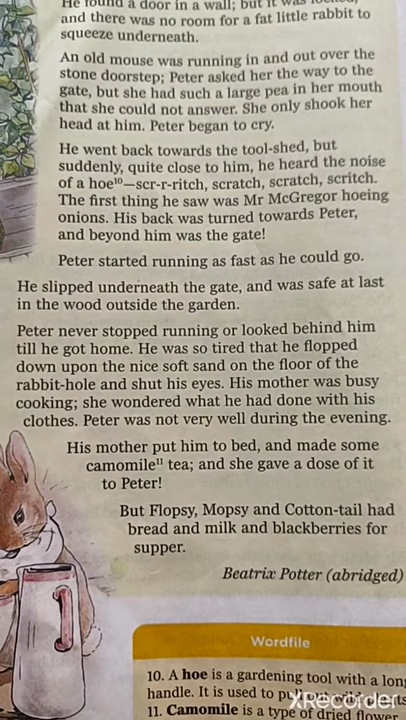 He found a door in a wall; but it was locked,
and there was no room for a fat little rabbit to
squeeze underneath.
An old mouse was running in and out over the
stone doorstep; Peter asked her the way to the
gate, but she had such a large pea in her mouth
that she could not answer. She only shook her
head at him. Peter began to cry.
He went back towards the tool-shed, but
suddenly, quite close to him, he heard the noise
of a hoe¹⁰—scr-r-ritch, scratch, scratch, scritch.
The first thing he saw was Mr McGregor hoeing
onions. His back was turned towards Peter,
and beyond him was the gate!
Peter started running as fast as he could go.
He slipped underneath the gate, and was safe at last
in the wood outside the garden.
Peter never stopped running or looked behind him
till he got home. He was so tired that he flopped
down upon the nice soft sand on the floor of the
rabbit-hole and shut his eyes. His mother was busy
cooking; she wondered what he had done with his
clothes. Peter was not very well during the evening.
His mother put him to bed, and made some
camomile¹¹ tea; and she gave a dose of it
to Peter!
But Flopsy, Mopsy and Cotton-tail had
bread and milk and blackberries for
supper.
Beatrix Potter (abridged)
Wordfile
10. A hoe is a gardening tool with a long
handle. It is used to
11. Camomile is a type of dried flower
XRecorder